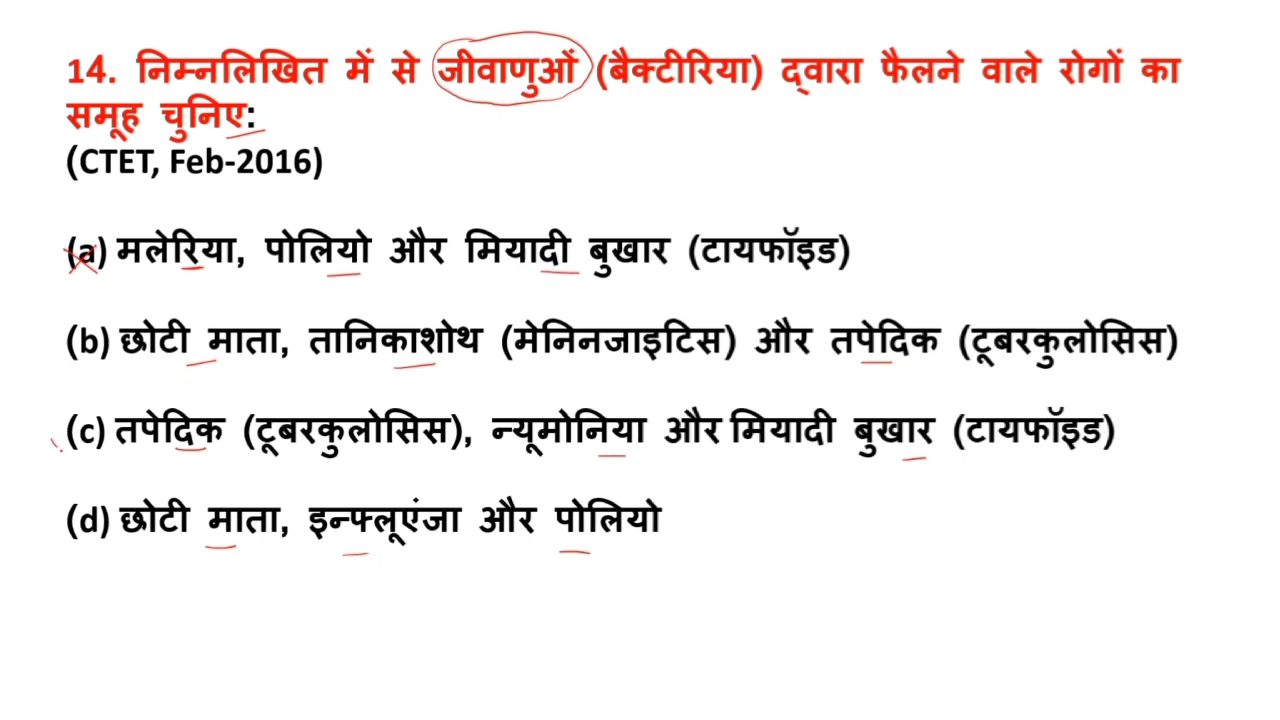 14. निम्नलिखित में से जीवाणुओं (बैक्टीरिया) द्वारा फैलने वाले रोगों का
समूह चुनिए:
(CTET, Feb-2016)
(a) मलेरिया, पोलियो और मियादी बुखार (टायफॉइड)
(b) छोटी माता, तानिकाशोथ (मेनिनजाइटिस) और तपेदिक (टूबरकुलोसिस)
(c) तपेदिक (टूबरकुलोसिस), न्यूमोनिया और मियादी बुखार (टायफॉइड)
(d) छोटी माता, इन्फ्लूएंजा और पोलियो